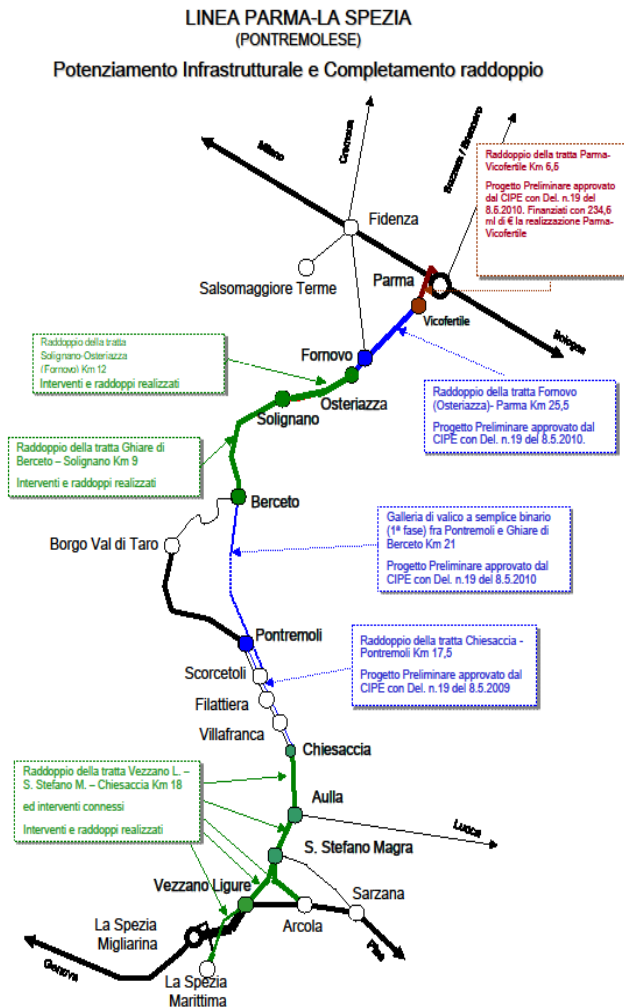 LINEA PARMA-LA SPEZIA
(PONTREMOLESE)
Potenziamento Infrastrutturale e Completamento raddoppio
Milano
Cremona
Bozzano / Brennero
Raddoppio della tratta Parma-
Vicofertile Km 6,5
Progetto Preliminare approvato
dal CIPE con Del. n.19 del
8.5.2010. Finanziati con 234,6
ml di € la realizzazione Parma-
Vicofertile
Fidenza
Salsomaggiore Terme
Parma
Vicofertile
Bologna
Raddoppio della tratta
Solignano-Osteriazza
(Fornovo) Km 12
Interventi e raddoppi realizzati
Fornovo
Osteriazza
Solignano
Raddoppio della tratta Fornovo
(Osteriazza)- Parma Km 25,5
Progetto Preliminare approvato dal
CIPE con Del. n.19 del 8.5.2010.
Raddoppio della tratta Ghiare di
Berceto – Solignano Km 9
Interventi e raddoppi realizzati
Berceto
Borgo Val di Taro
Galleria di valico a semplice binario
(1ª fase) fra Pontremoli e Ghiare di
Berceto Km 21
Progetto Preliminare approvato dal
CIPE con Del. n.19 del 8.5.2010
Pontremoli
Scorcetoli
Filattiera
Villafranca
Raddoppio della tratta Chiesaccia -
Pontremoli Km 17,5
Progetto Preliminare approvato dal
CIPE con Del. n.19 del 8.5.2009
Chiesaccia
Raddoppio della tratta Vezzano L. –
S. Stefano M. – Chiesaccia Km 18
ed interventi connessi
Interventi e raddoppi realizzati
Aulla
Lucca
S. Stefano Magra
Vezzano Ligure
Arcola
Sarzana
Pisa
La Spezia
Migliarina
Genova
La Spezia
Marittima